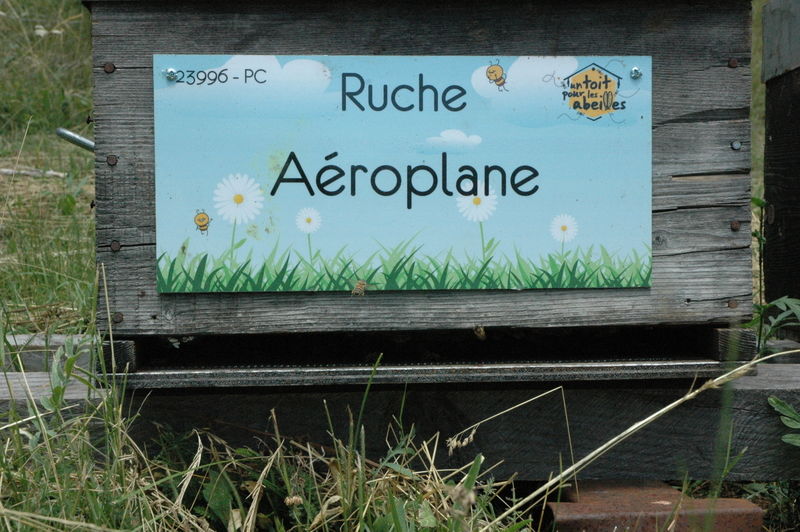 23996 - PC
Ruche
un toit
pour les
abeilles
Aéroplane